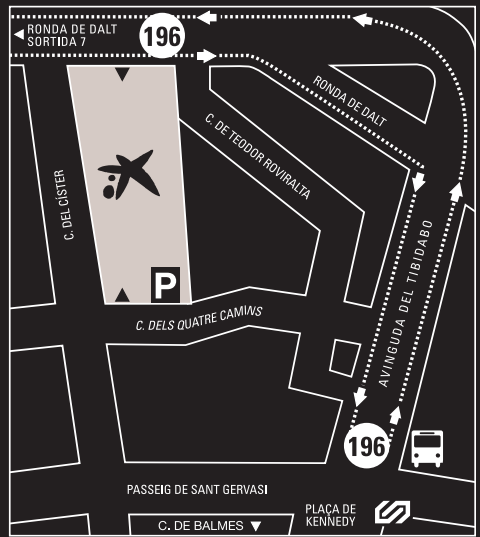 RONDA DE DALT
SORTIDA 7
196
RONDA DE DALT
C. DE TEODOR ROVIRALTA
C. DEL CÍSTER
P
C. DELS QUATRE CAMINS
AVINGUDA DEL TIBIDABO
196
PASSEIG DE SANT GERVASI
PLAÇA DE
KENNEDY
C. DE BALMES